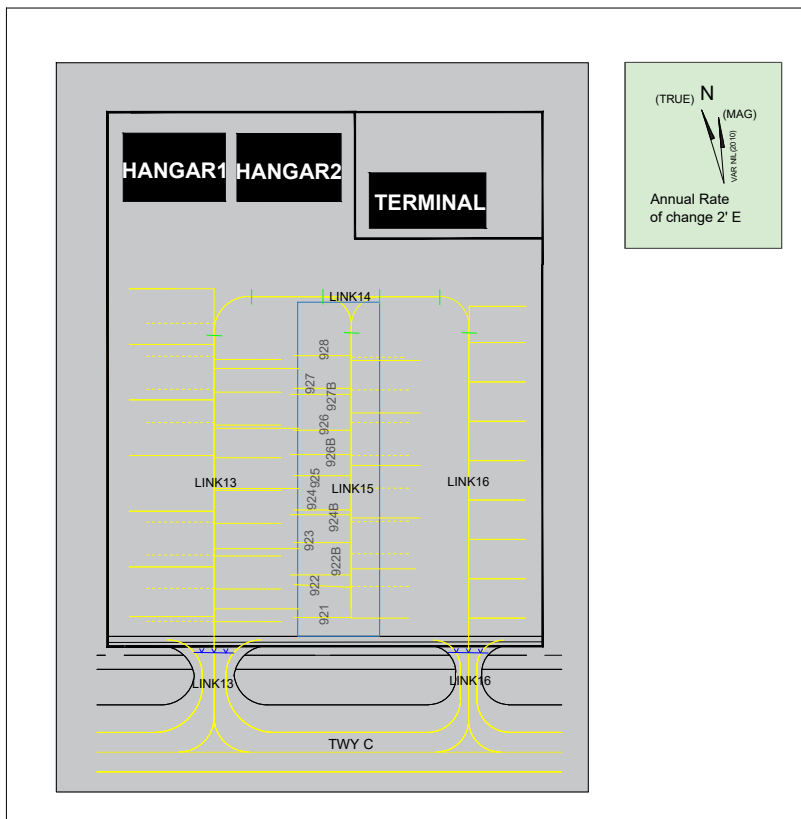 HANGAR1
HANGAR2
TERMINAL
(TRUE)
N
(MAG)
VAR NIL(2010)
Annual Rate
of change 2' E
LINK14
928
927
927B
926
926B
925
924
924B
923
922B
922
921
LINK13
LINK15
LINK16
LINK13
LINK16
TWY C